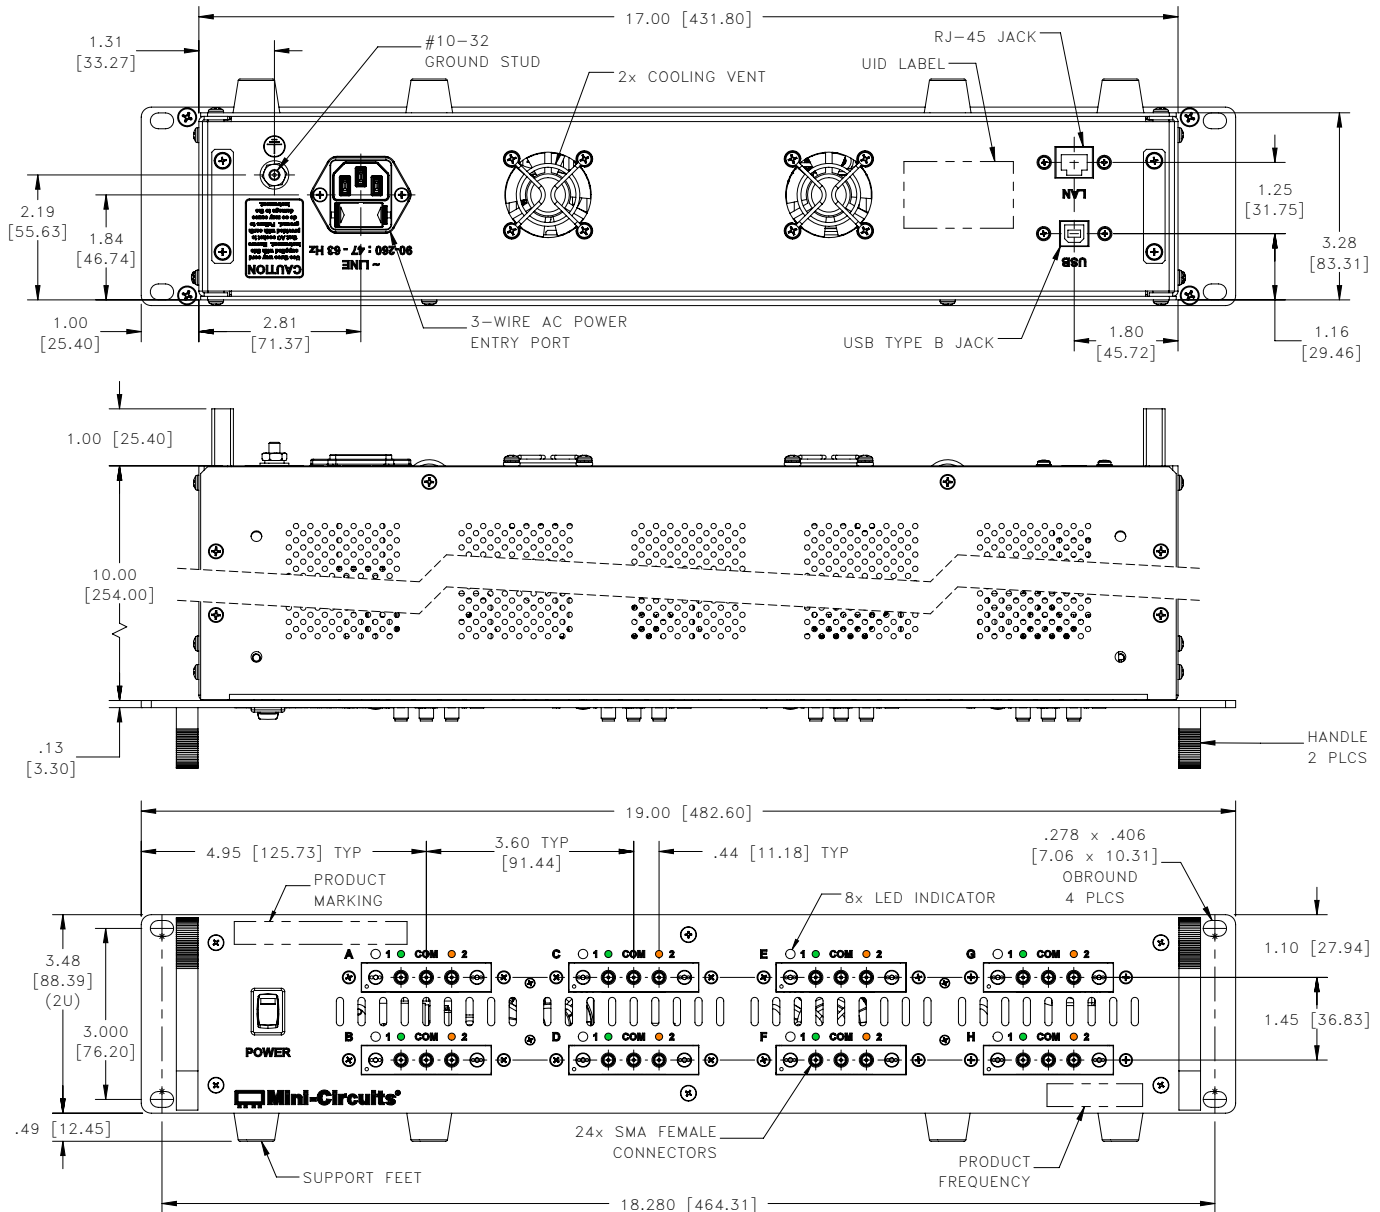 17.00 [431.80]
1.31
[33.27]
#10-32
GROUND STUD
2x COOLING VENT
UID LABEL
RJ-45 JACK
2.19
[55.63]
1.84
[46.74]
CAUTION
~ LINE
90-260 : 47 - 63 Hz
LAN
USB
1.25
[31.75]
3.28
[83.31]
1.00
[25.40]
2.81
[71.37]
3-WIRE AC POWER
ENTRY PORT
USB TYPE B JACK
1.80
[45.72]
1.16
[29.46]
1.00 [25.40]
10.00
[254.00]
.13
[3.30]
HANDLE
2 PLCS
19.00 [482.60]
4.95 [125.73] TYP
3.60 TYP
[91.44]
.44 [11.18] TYP
.278 x .406
[7.06 x 10.31]
OBROUND
4 PLCS
PRODUCT
MARKING
8x LED INDICATOR
3.48
[88.39]
(2U)
3.000
[76.20]
1.10 [27.94]
1.45 [36.83]
A 1 COM 2
C 1 COM 2
E 1 COM 2
G 1 COM 2
B 1 COM 2
D 1 COM 2
F 1 COM 2
H 1 COM 2
POWER
Mini-Circuits®
.49 [12.45]
SUPPORT FEET
24x SMA FEMALE
CONNECTORS
PRODUCT
FREQUENCY
18.280 [464.31]